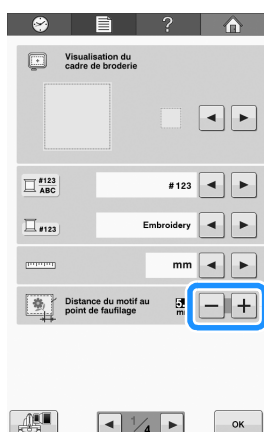 ?
Visualisation du
cadre de broderie
#123
ABC
#123
#123
Embroidery
mm
Distance du motif au
point de faufilage
1/4
OK